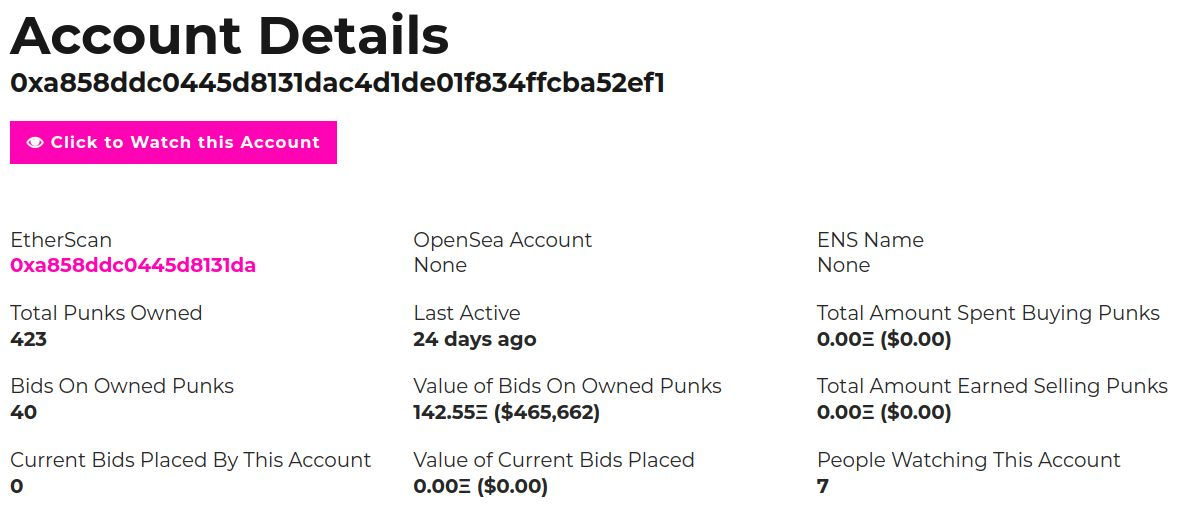 Account Details
0xa858ddc0445d8131dac4d1de01f834ffcba52ef1
Click to Watch this Account
EtherScan
0xa858ddc0445d8131da
OpenSea Account
None
ENS Name
None
Total Punks Owned
423
Last Active
24 days ago
Total Amount Spent Buying Punks
0.00Ξ ($0.00)
Bids On Owned Punks
40
Value of Bids On Owned Punks
142.55Ξ ($465,662)
Total Amount Earned Selling Punks
0.00Ξ ($0.00)
Current Bids Placed By This Account
0
Value of Current Bids Placed
0.00Ξ ($0.00)
People Watching This Account
7